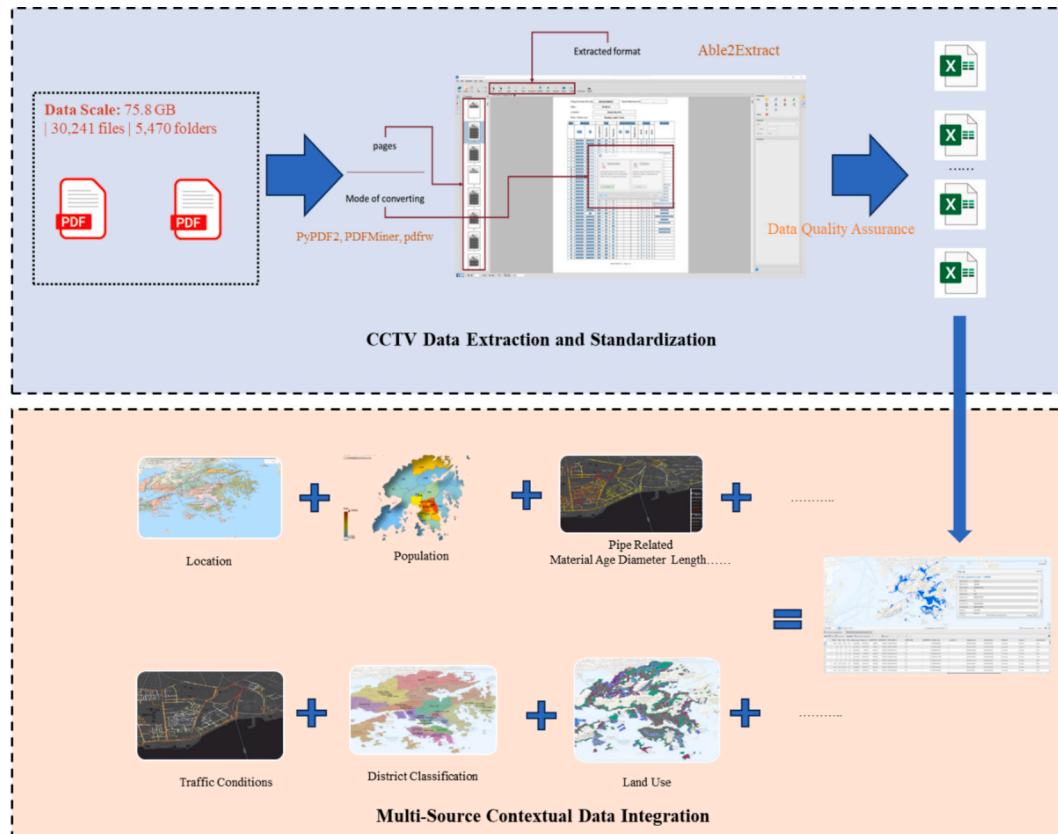 Extracted format
Able2Extract
Data Scale: 75.8 GB
| 30,241 files | 5,470 folders
pages
Mode of converting
PDF
PDF
PyPDF2, PDFMiner, pdfrw
Data Quality Assurance
X
X
......
X
X
CCTV Data Extraction and Standardization
Location
Population
Pipe Related
Material Age Diameter Length……
………..
Traffic Conditions
District Classification
Land Use
………..
Multi-Source Contextual Data Integration